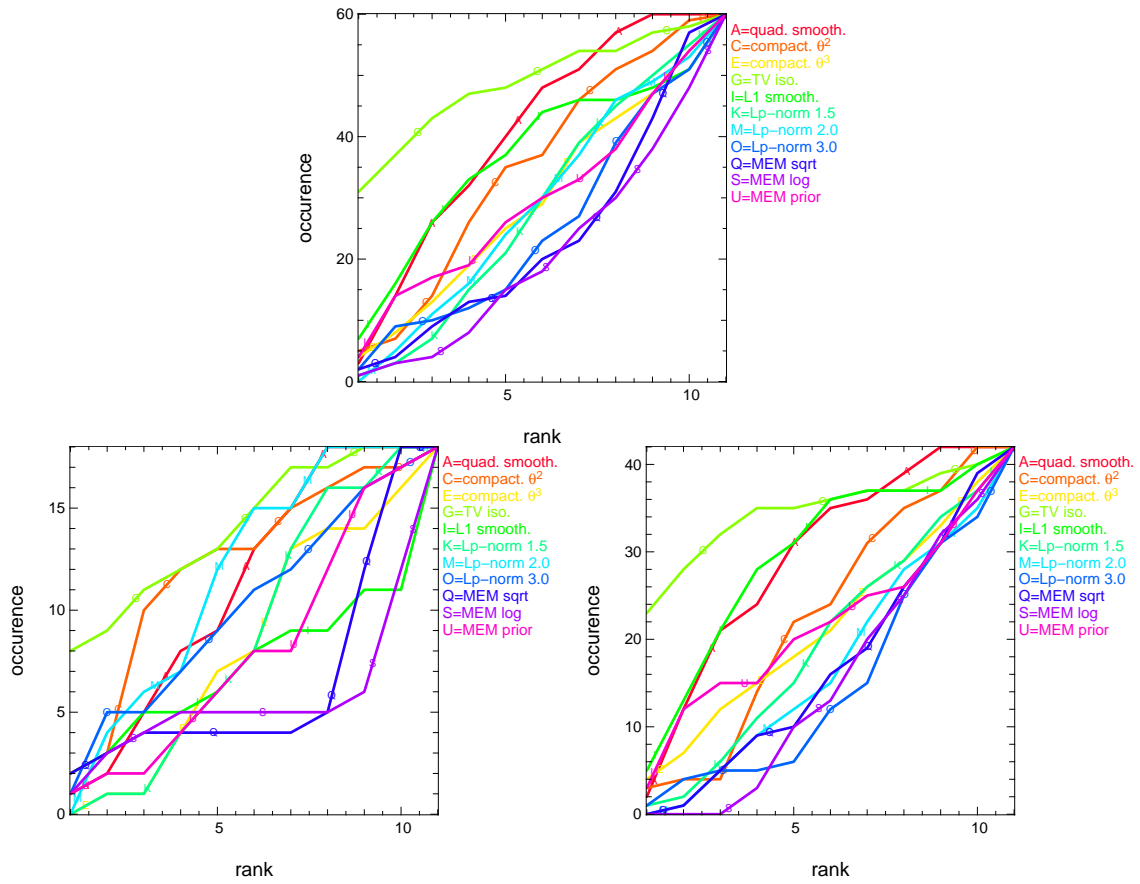 60
40
20
0
occurence
5
10
rank
A=quad. smooth.
C=compact. θ²
E=compact. θ³
G=TV iso.
I=L1 smooth.
K=Lp−norm 1.5
M=Lp−norm 2.0
O=Lp−norm 3.0
Q=MEM sqrt
S=MEM log
U=MEM prior
15
10
5
0
occurence
5
10
rank
A=quad. smooth.
C=compact. θ²
E=compact. θ³
G=TV iso.
I=L1 smooth.
K=Lp−norm 1.5
M=Lp−norm 2.0
O=Lp−norm 3.0
Q=MEM sqrt
S=MEM log
U=MEM prior
40
30
20
10
0
occurence
5
10
rank
A=quad. smooth.
C=compact. θ²
E=compact. θ³
G=TV iso.
I=L1 smooth.
K=Lp−norm 1.5
M=Lp−norm 2.0
O=Lp−norm 3.0
Q=MEM sqrt
S=MEM log
U=MEM prior